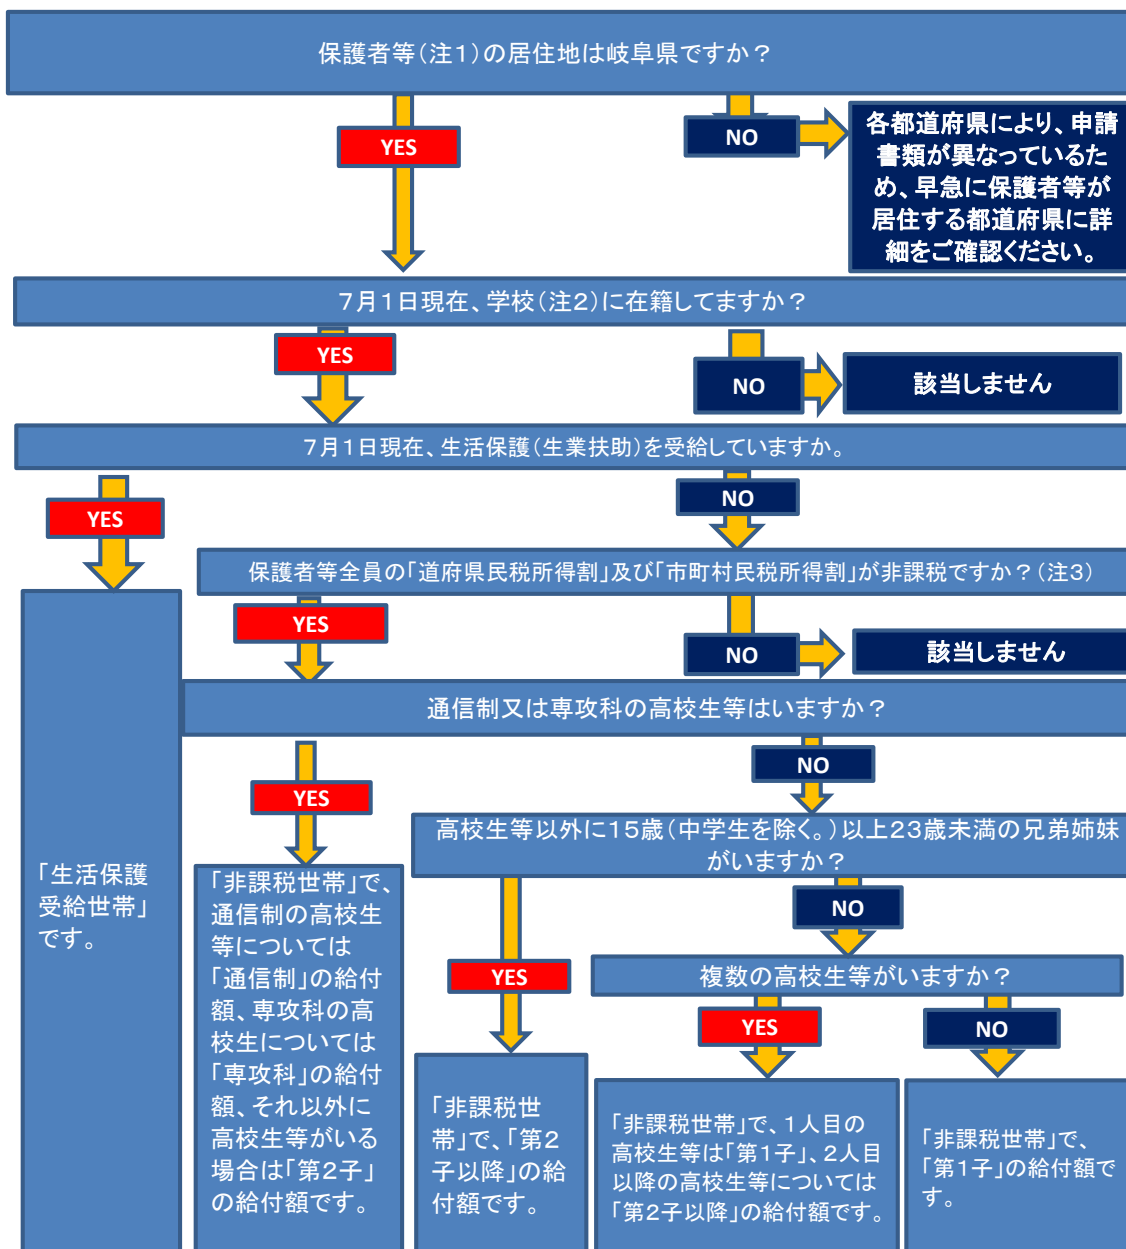 保護者等(注1)の居住地は岐阜県ですか？
YES
NO
各都道府県により、申請
書類が異なっているた
め、早急に保護者等が
居住する都道府県に詳
細をご確認ください。
7月1日現在、学校(注2)に在籍してますか？
YES
NO
該当しません
7月1日現在、生活保護(生業扶助)を受給していますか。
YES
NO
保護者等全員の「道府県民税所得割」及び「市町村民税所得割」が非課税ですか？(注3)
YES
NO
該当しません
通信制又は専攻科の高校生等はいますか？
YES
NO
高校生等以外に15歳(中学生を除く。)以上23歳未満の兄弟姉妹
がいますか？
YES
NO
複数の高校生等がいますか？
YES
NO
「生活保護
受給世帯」
です。
「非課税世帯」で、
通信制の高校生
等については
「通信制」の給付
額、専攻科の高
校生については
「専攻科」の給付
額、それ以外に
高校生等がいる
場合は「第2子」
の給付額です。
「非課税世
帯」で、「第2
子以降」の給
付額です。
「非課税世帯」で、1人目の
高校生等は「第1子」、2人目
以降の高校生等については
「第2子以降」の給付額です。
「非課税世帯」で、
「第1子」の給付額で
す。